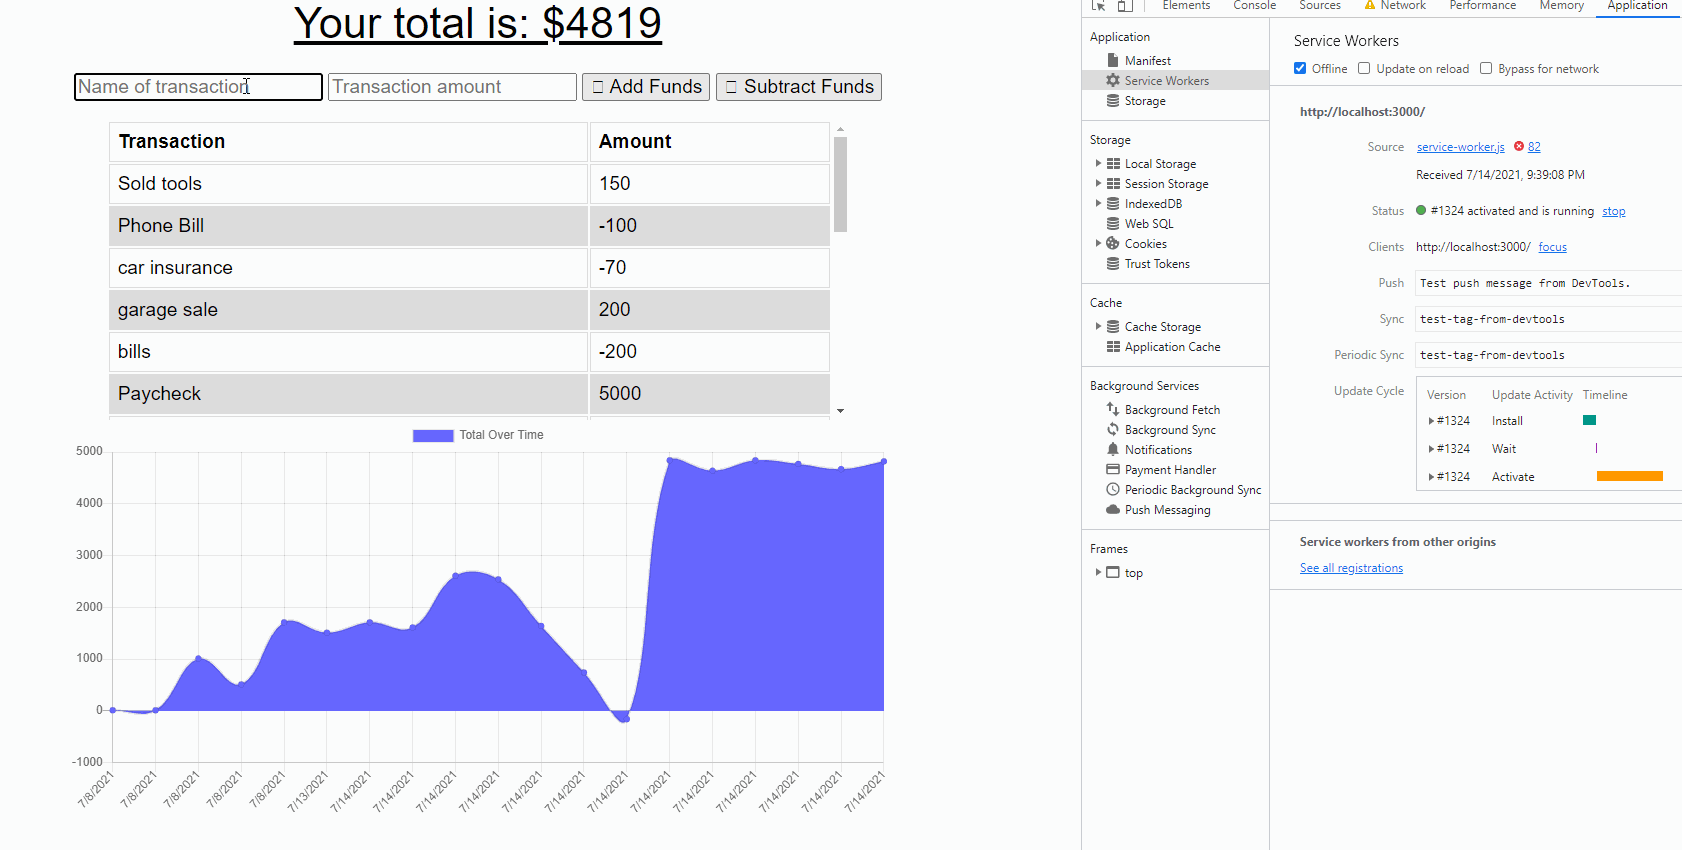 Your total is: $4819
Name of transaction
Transaction amount
Add Funds
Subtract Funds
Transaction Amount
Sold tools 150
Phone Bill -100
car insurance -70
garage sale 200
bills -200
Paycheck 5000
Total Over Time
5000
4000
3000
2000
1000
0
-1000
7/8/2021 7/8/2021 7/8/2021 7/8/2021 7/8/2021 7/13/2021 7/14/2021 7/14/2021 7/14/2021 7/14/2021 7/14/2021 7/14/2021 7/14/2021 7/14/2021 7/14/2021 7/14/2021 7/14/2021 7/14/2021 7/14/2021
Elements Console Sources Network Performance Memory Application
Application
Manifest
Service Workers
Storage
Storage
Local Storage
Session Storage
IndexedDB
Web SQL
Cookies
Trust Tokens
Cache
Cache Storage
Application Cache
Background Services
Background Fetch
Background Sync
Notifications
Payment Handler
Periodic Background Sync
Push Messaging
Frames
top
Service Workers
Offline Update on reload Bypass for network
http://localhost:3000/
Source service-worker.js 82
Received 7/14/2021, 9:39:08 PM
Status #1324 activated and is running stop
Clients http://localhost:3000/ focus
Push Test push message from DevTools.
Sync test-tag-from-devtools
Periodic Sync test-tag-from-devtools
Update Cycle Version Update Activity Timeline
#1324 Install
#1324 Wait
#1324 Activate
Service workers from other origins
See all registrations